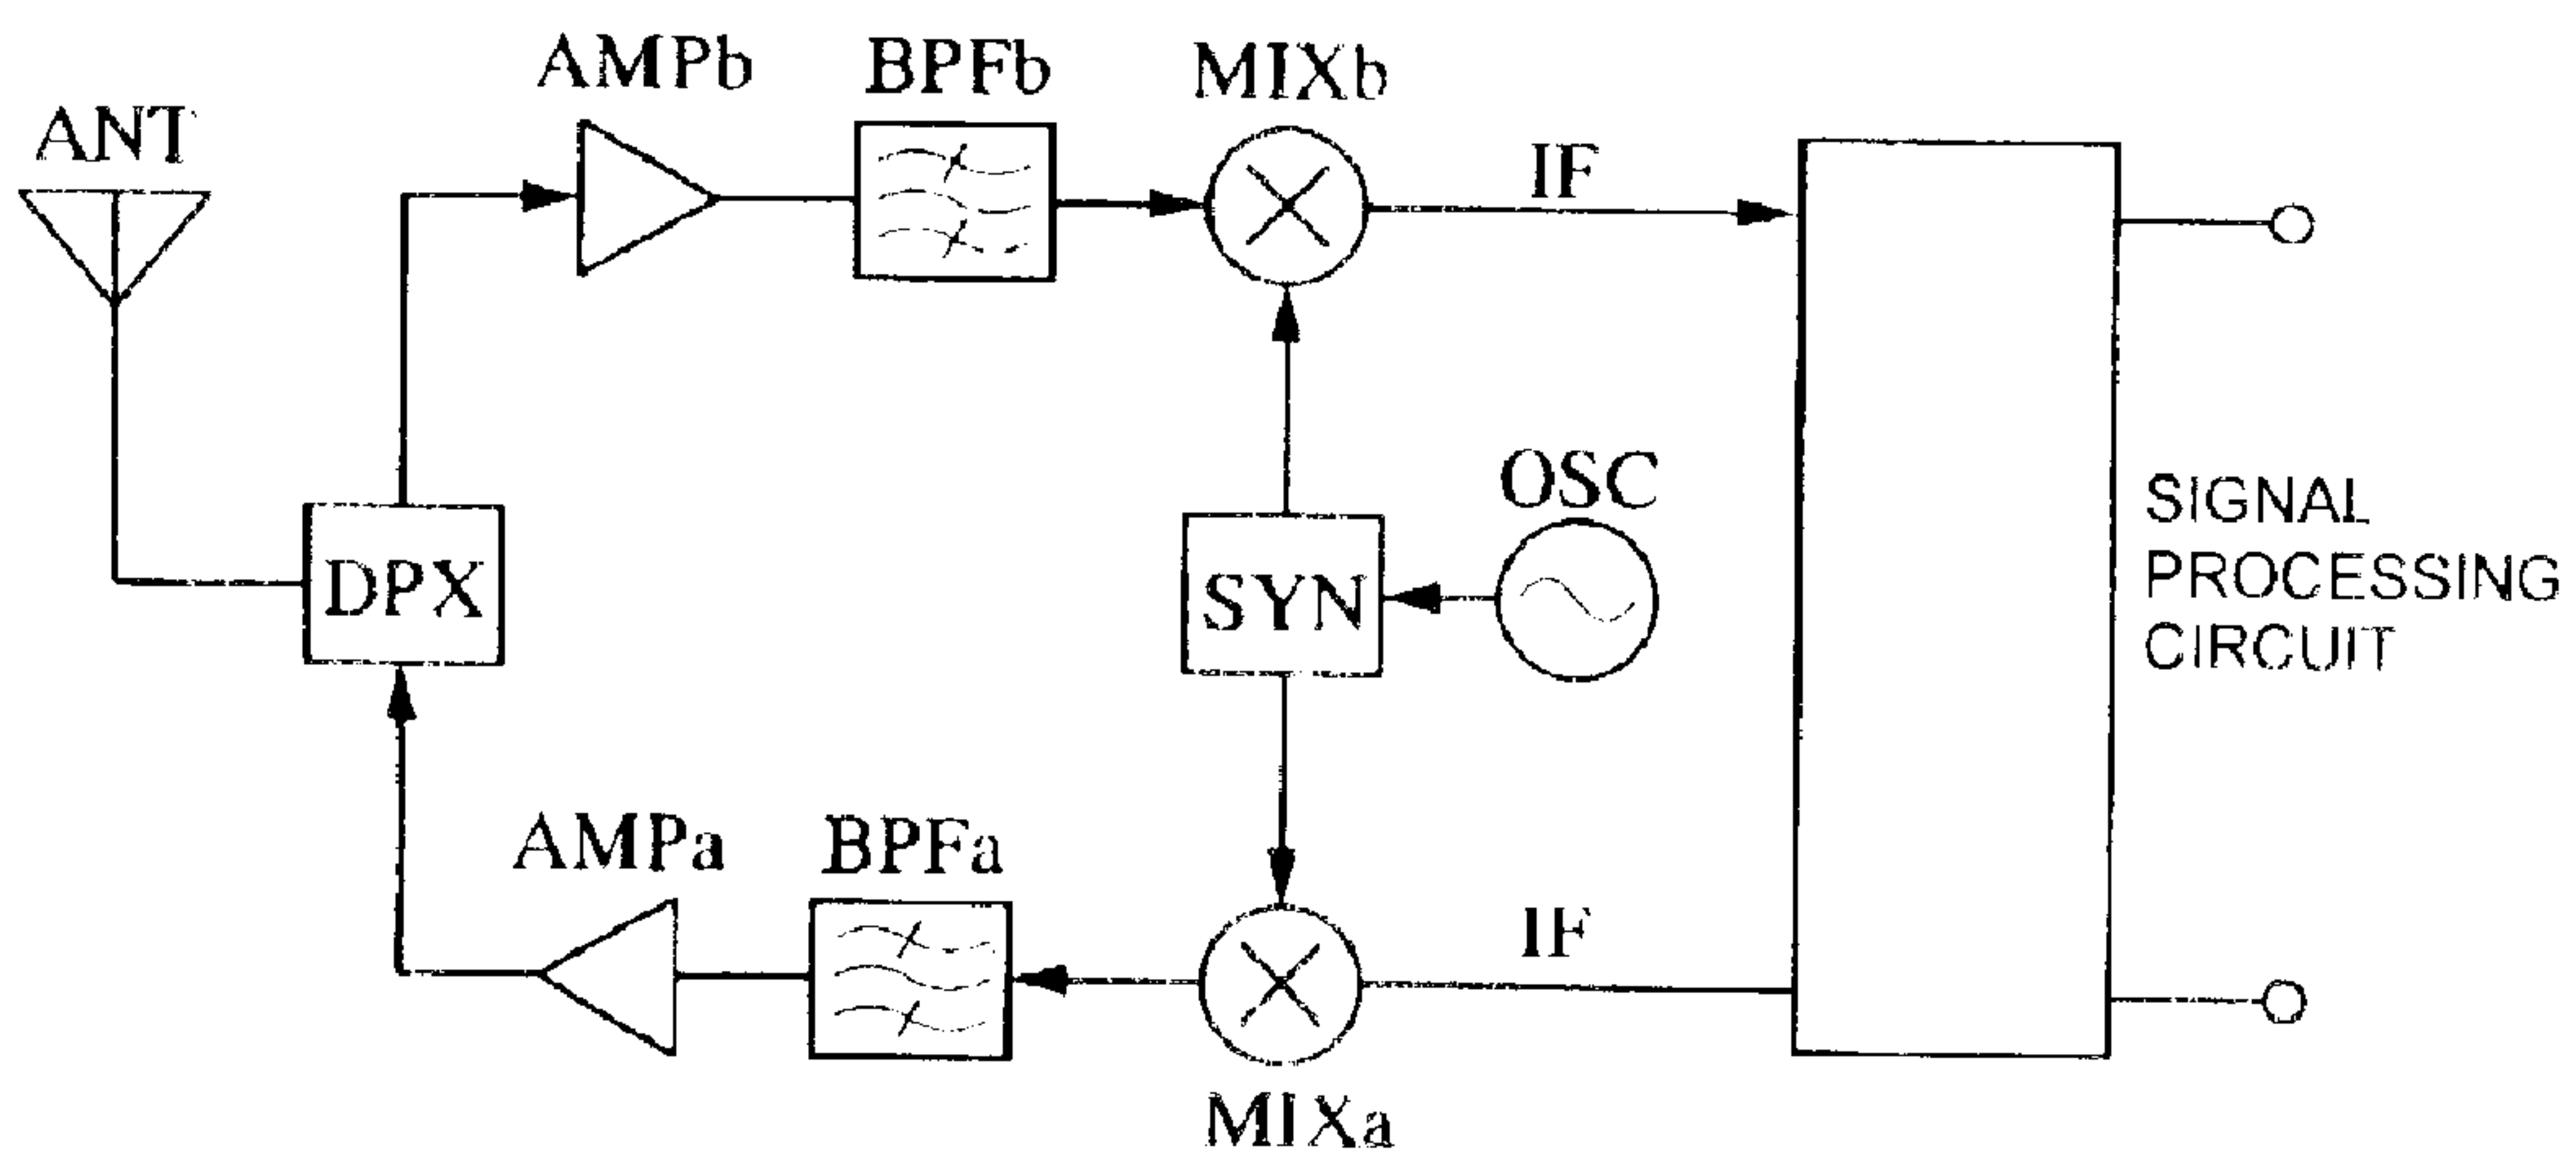 AMPb
BPFb
MIXb
ANT
IF
OSC
DPX
SYN
SIGNAL
PROCESSING
CIRCUIT
AMPa
BPFa
IF
MIXa